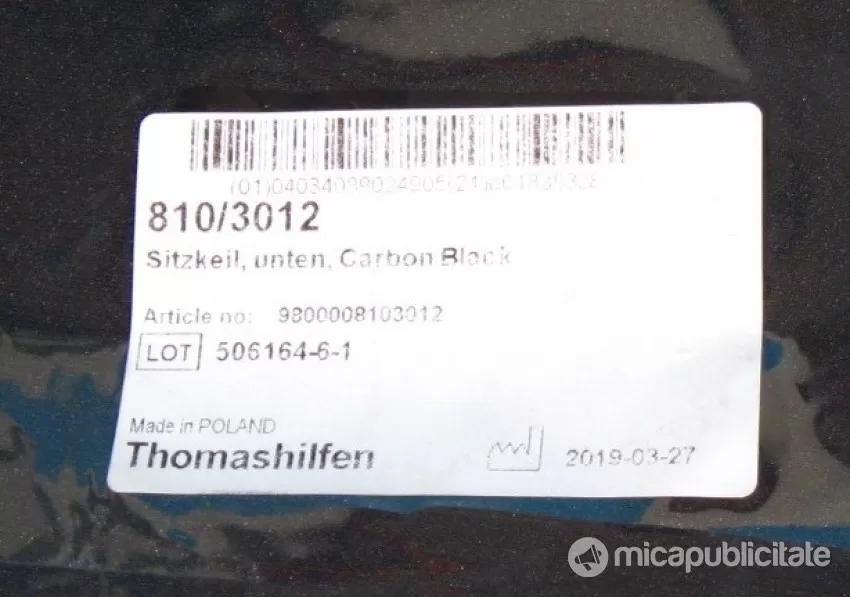 810/3012
Sitzkeil, unten, Carbon Black
Article no: 9800008103012
LOT 506164-6-1
Made in POLAND
Thomashilfen
2019-03-27
micapublicitate